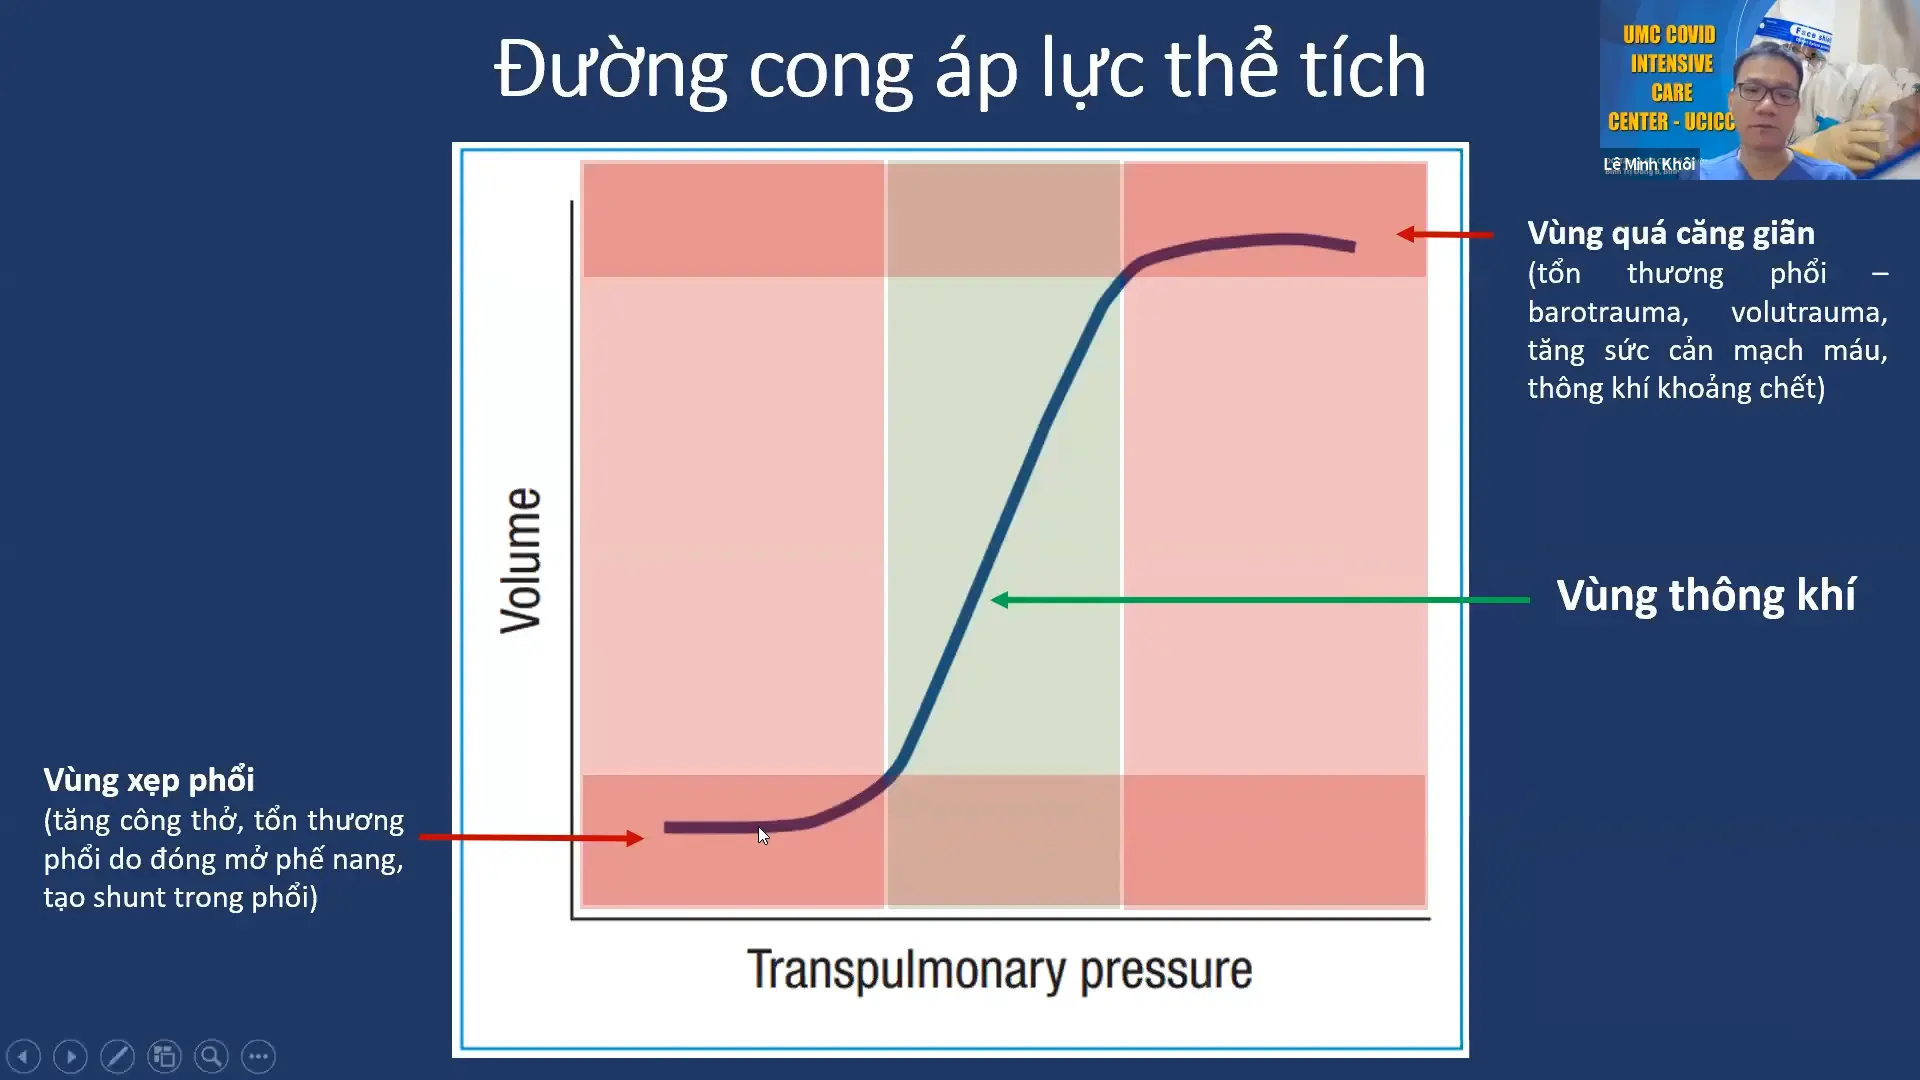 Đường cong áp lực thể tích
UMC COVID
INTENSIVE
CARE
CENTER - UCICC
Face shield
Lê Minh Khôi
Vùng quá căng giãn
(tổn thương phổi –
barotrauma, volutrauma,
tăng sức cản mạch máu,
thông khí khoảng chết)
Volume
Vùng thông khí
Vùng xẹp phổi
(tăng công thở, tổn thương
phổi do đóng mở phế nang,
tạo shunt trong phổi)
Transpulmonary pressure